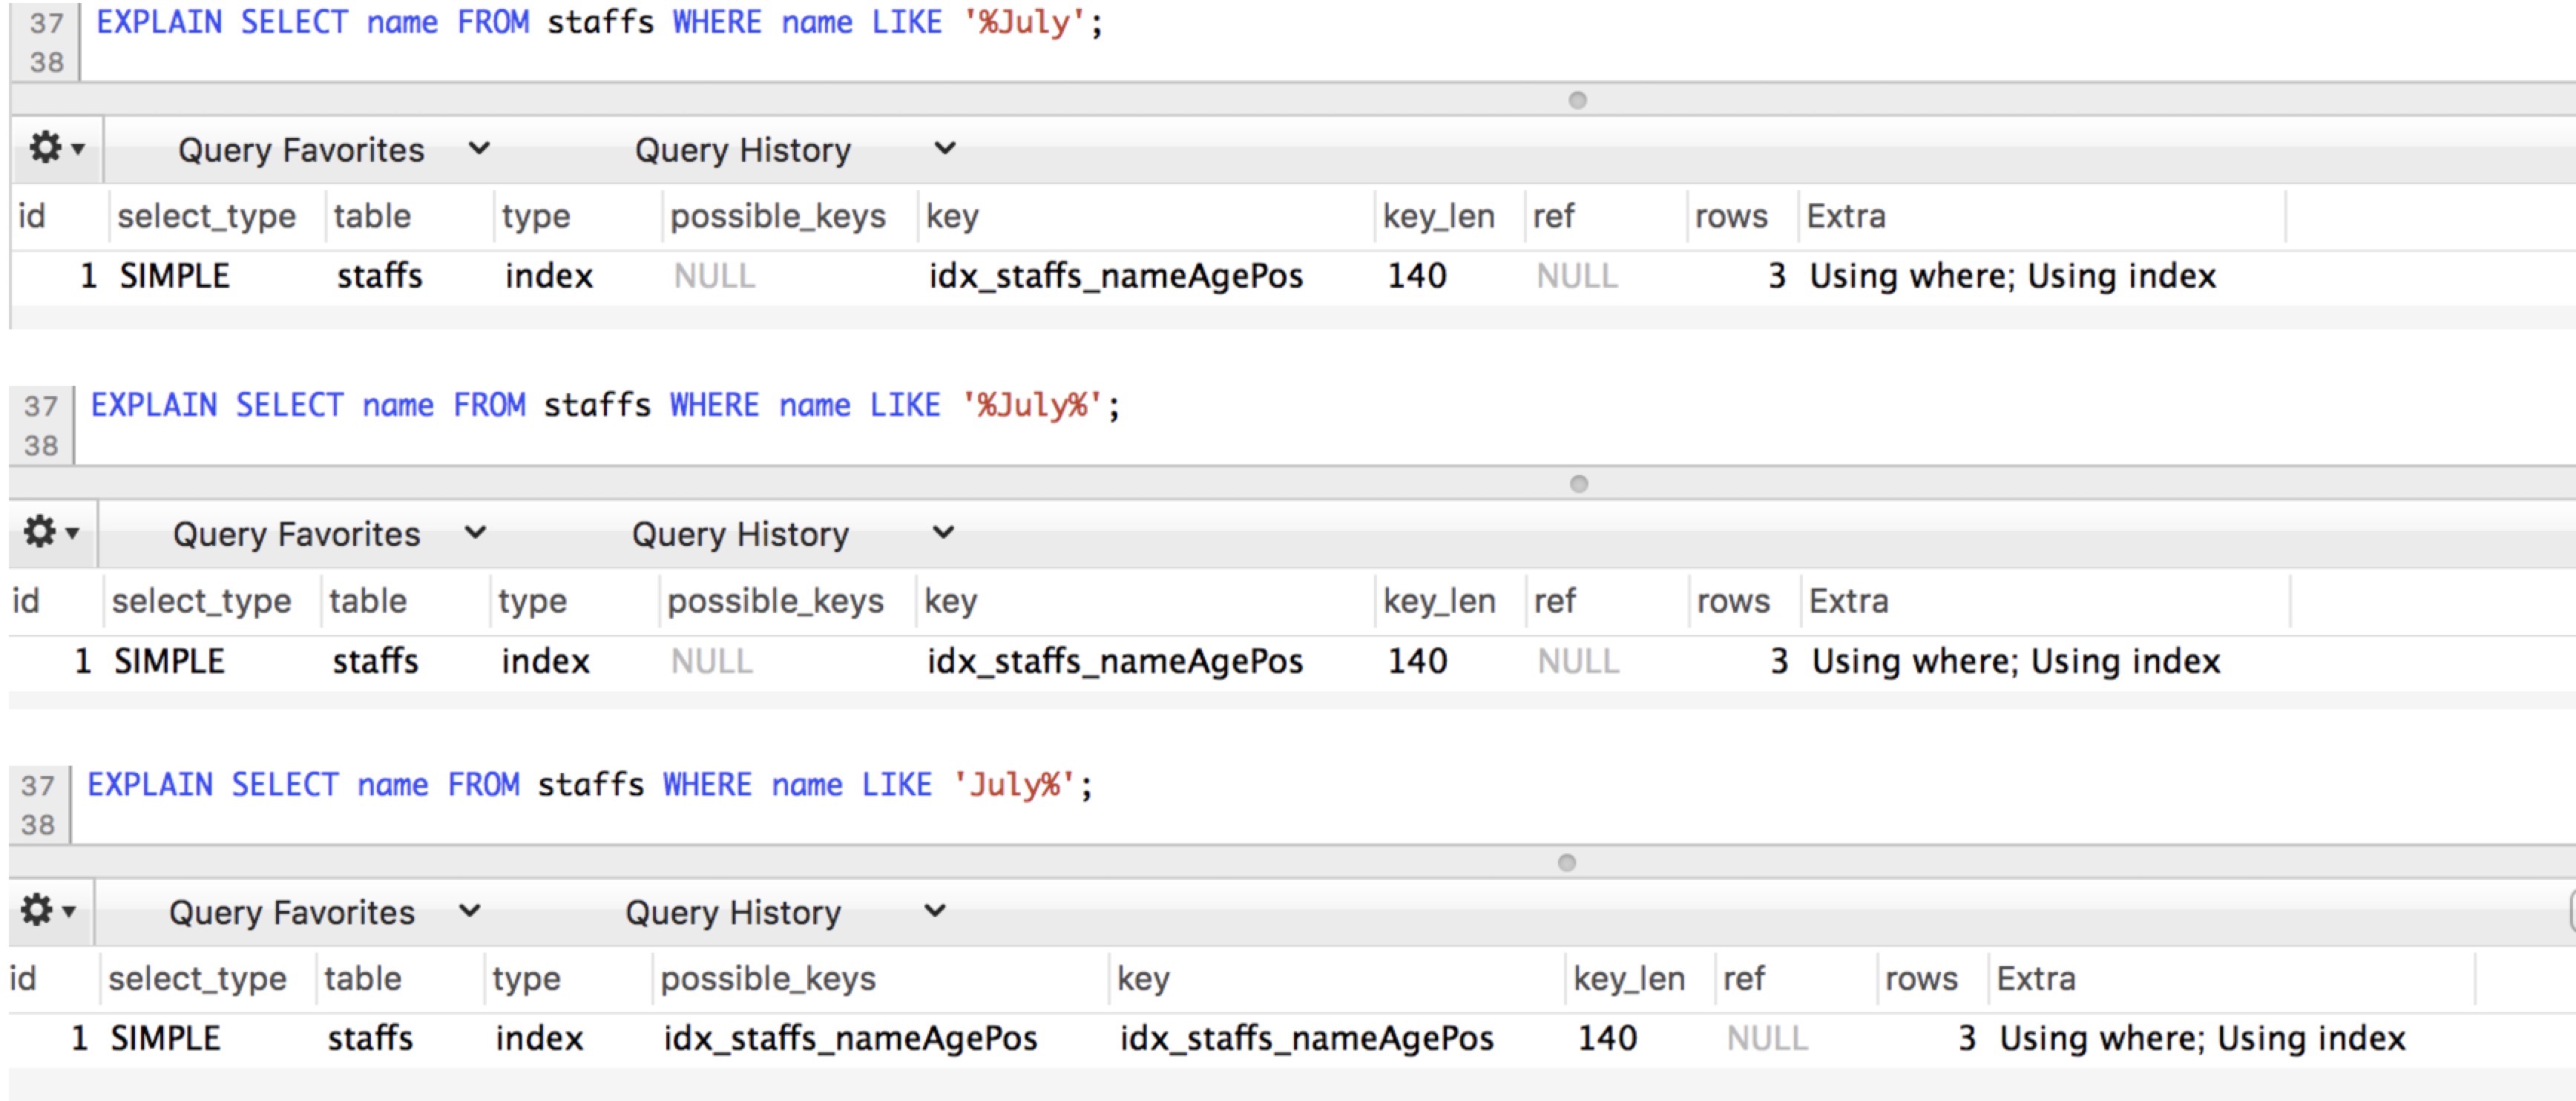 37 EXPLAIN SELECT name FROM staffs WHERE name LIKE '%July';
38
Query Favorites Query History
id select_type table type possible_keys key key_len ref rows Extra
1 SIMPLE staffs index NULL idx_staffs_nameAgePos 140 NULL 3 Using where; Using index
37 EXPLAIN SELECT name FROM staffs WHERE name LIKE '%July%';
38
Query Favorites Query History
id select_type table type possible_keys key key_len ref rows Extra
1 SIMPLE staffs index NULL idx_staffs_nameAgePos 140 NULL 3 Using where; Using index
37 EXPLAIN SELECT name FROM staffs WHERE name LIKE 'July%';
38
Query Favorites Query History
id select_type table type possible_keys key key_len ref rows Extra
1 SIMPLE staffs index idx_staffs_nameAgePos idx_staffs_nameAgePos 140 NULL 3 Using where; Using index